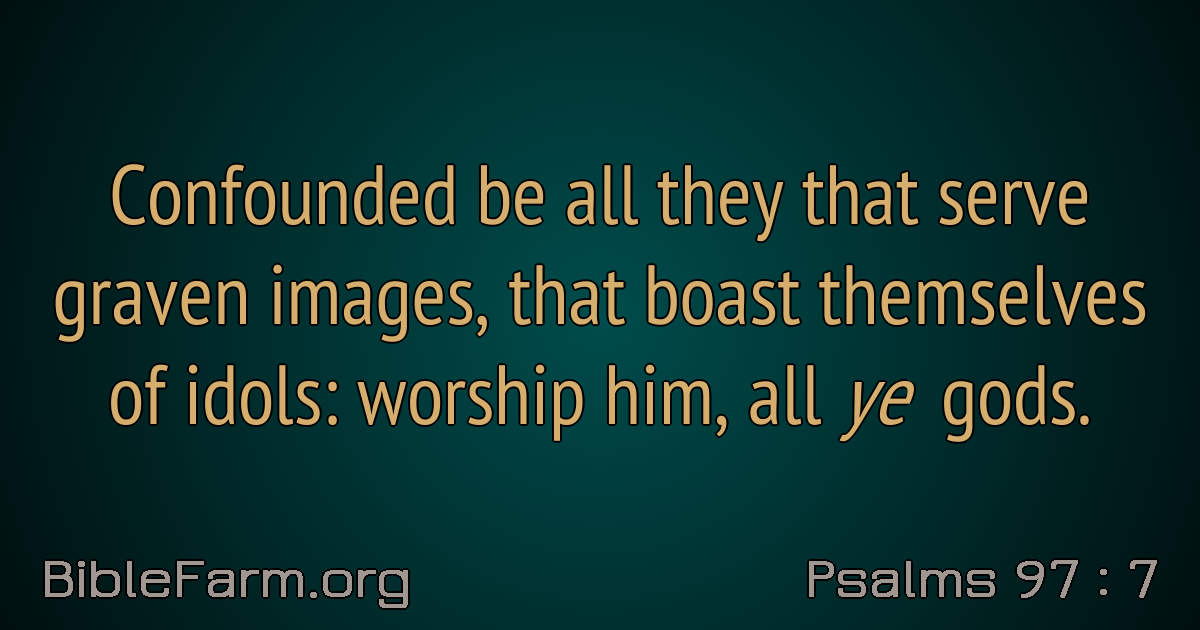 Confounded be all they that serve
graven images, that boast themselves
of idols: worship him, all ye gods.
BibleFarm.org
Psalms 97 : 7